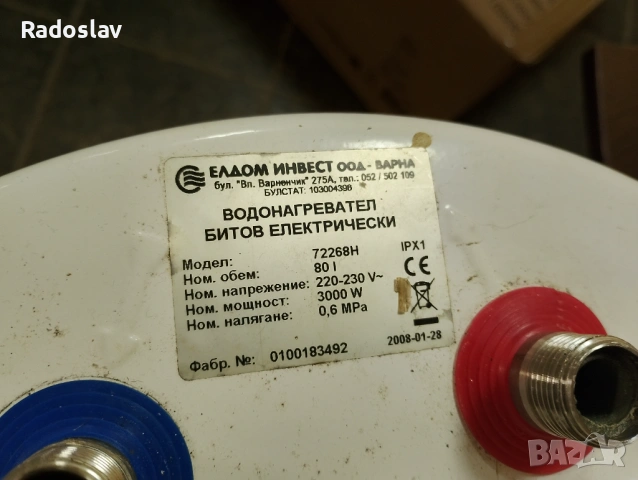 Radoslav
ЕЛДОМ ИНВЕСТ ООД - ВАРНА
бул. "Вл. Варненчик" 275А, тел.: 052 / 502 109
БУЛСТАТ: 103004398
ВОДОНАГРЕВАТЕЛ
БИТОВ ЕЛЕКТРИЧЕСКИ
Модел: 72268H IPX1
Ном. обем: 80 l CE
Ном. напрежение: 220-230 V~
Ном. мощност: 3000 W
Ном. налягане: 0,6 MPa
2008-01-28
Фабр. №: 0100183492
bazar